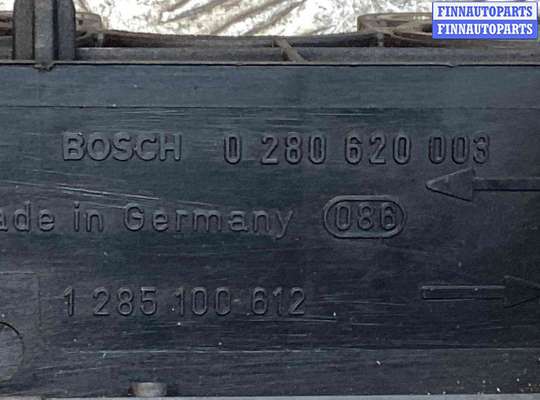 FINNAUTOPARTS
FINNAUTOPARTS
BOSCH 0 280 620 003
ade in Germany 086
1 285 100 612